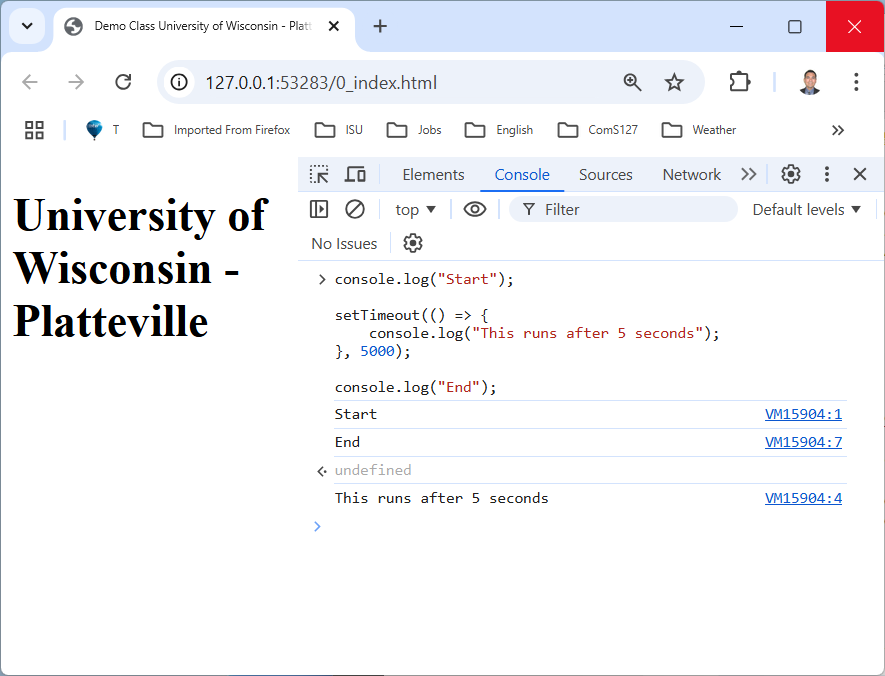 Demo Class University of Wisconsin - Platt
127.0.0.1:53283/0_index.html
T Imported From Firefox ISU Jobs English ComS127 Weather
University of
Wisconsin -
Platteville
Elements Console Sources Network
top Filter Default levels
No Issues
console.log("Start");
setTimeout(() => {
console.log("This runs after 5 seconds");
}, 5000);
console.log("End");
Start VM15904:1
End VM15904:7
undefined
This runs after 5 seconds VM15904:4